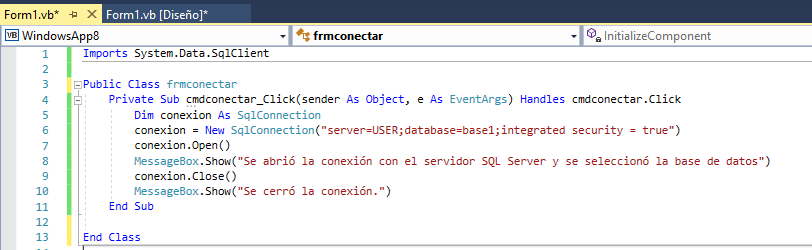 Form1.vb*
Form1.vb [Diseño]*
VB WindowsApp8
frmconectar
InitializeComponent
1 Imports System.Data.SqlClient
2
3 Public Class frmconectar
4 Private Sub cmdconectar_Click(sender As Object, e As EventArgs) Handles cmdconectar.Click
5 Dim conexion As SqlConnection
6 conexion = New SqlConnection("server=USER;database=base1;integrated security = true")
7 conexion.Open()
8 MessageBox.Show("Se abrió la conexión con el servidor SQL Server y se seleccionó la base de datos")
9 conexion.Close()
10 MessageBox.Show("Se cerró la conexión.")
11 End Sub
12
13 End Class